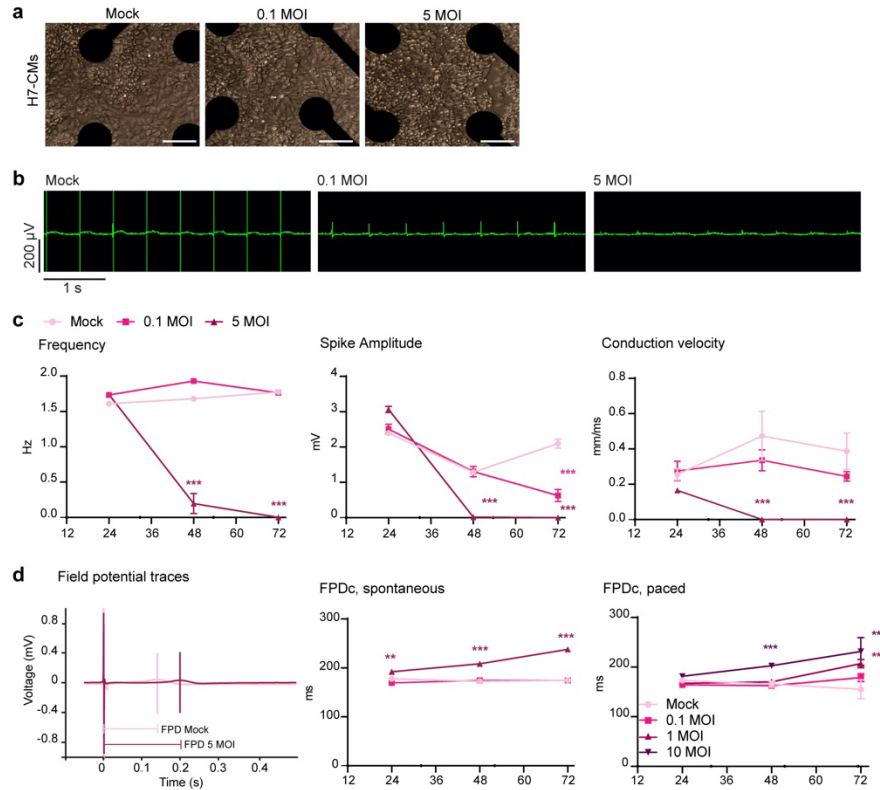 a
Mock
0.1 MOI
5 MOI
H7-CMs
b
Mock
0.1 MOI
5 MOI
200 µV
1 s
c
Mock
0.1 MOI
5 MOI
Frequency
Spike Amplitude
Conduction velocity
2.0
1.5
1.0
0.5
0.0
Hz
***
***
12 24 36 48 60 72
4
3
2
1
0
mV
***
***
***
12 24 36 48 60 72
0.8
0.6
0.4
0.2
0.0
mm/ms
***
***
12 24 36 48 60 72
d
Field potential traces
FPDc, spontaneous
FPDc, paced
0.8
0.4
0
-0.4
-0.8
Voltage (mV)
FPD Mock
FPD 5 MOI
0 0.1 0.2 0.4
Time (s)
300
200
100
0
ms
**
***
***
12 24 36 48 60 72
300
200
100
0
ms
***
**
**
Mock
0.1 MOI
1 MOI
10 MOI
12 24 36 48 60 72